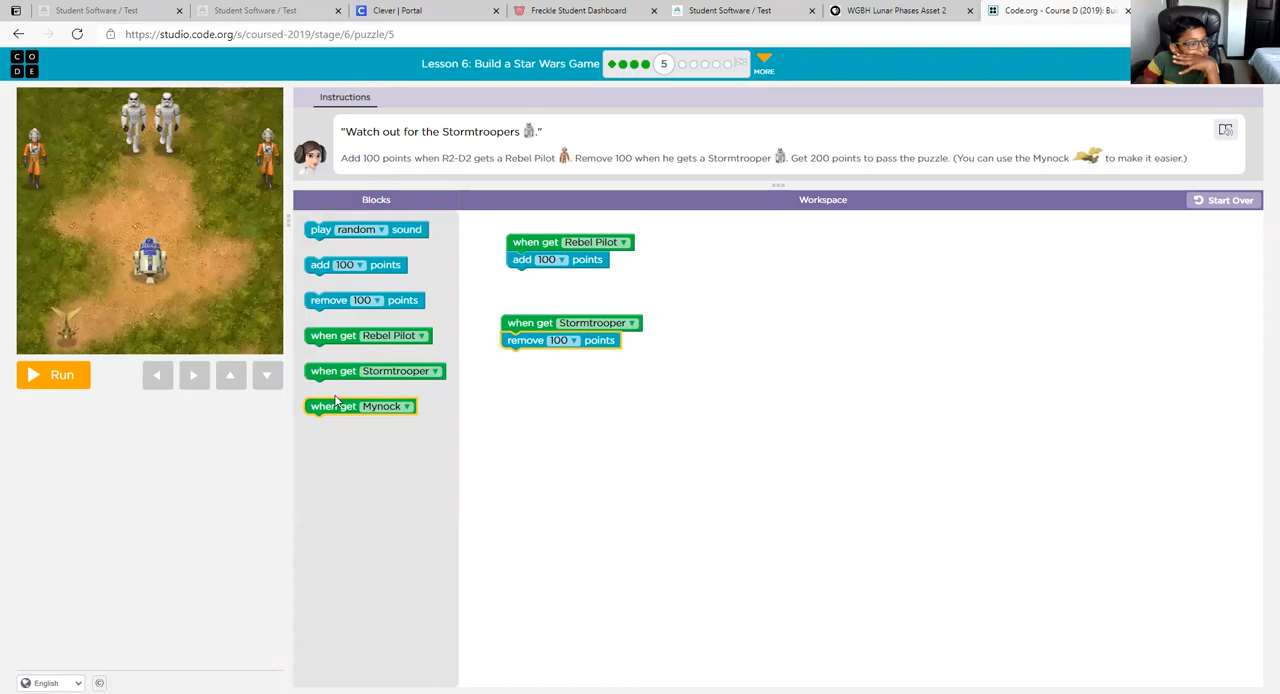 Student Software / Test
Student Software / Test
Clever | Portal
Freckle Student Dashboard
Student Software / Test
WGBH Lunar Phases Asset 2
Code.org - Course D (2019): Bui
https://studio.code.org/s/coursed-2019/stage/6/puzzle/5
C O
D E
Lesson 6: Build a Star Wars Game
5
MORE
Instructions
"Watch out for the Stormtroopers."
Add 100 points when R2-D2 gets a Rebel Pilot. Remove 100 when he gets a Stormtrooper. Get 200 points to pass the puzzle. (You can use the Mynock to make it easier.)
Blocks
Workspace
Start Over
play random sound
add 100 points
remove 100 points
when get Rebel Pilot
when get Stormtrooper
when get Mynock
when get Rebel Pilot
add 100 points
when get Stormtrooper
remove 100 points
Run
English
©